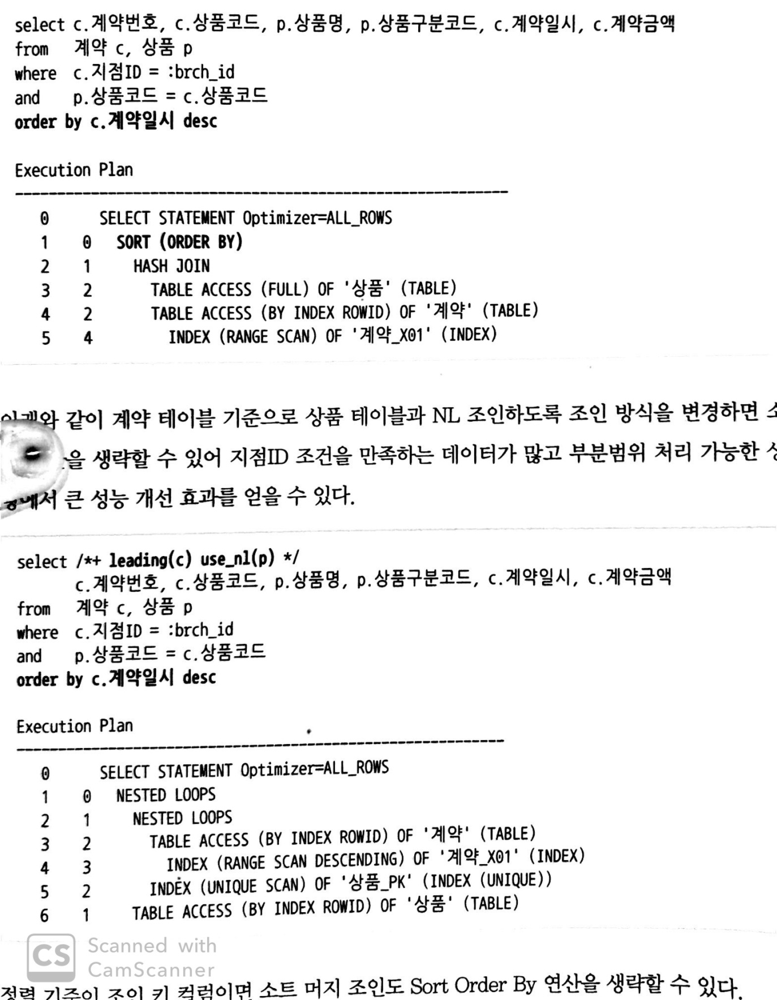 select c.계약번호, c.상품코드, p.상품명, p.상품구분코드, c.계약일시, c.계약금액
from 계약 c, 상품 p
where c.지점ID = :brch_id
and p.상품코드 = c.상품코드
order by c.계약일시 desc
Execution Plan
------------------------------------------------------------
0 SELECT STATEMENT Optimizer=ALL_ROWS
1 0 SORT (ORDER BY)
2 1 HASH JOIN
3 2 TABLE ACCESS (FULL) OF '상품' (TABLE)
4 2 TABLE ACCESS (BY INDEX ROWID) OF '계약' (TABLE)
5 4 INDEX (RANGE SCAN) OF '계약_X01' (INDEX)
같이 계약 테이블 기준으로 상품 테이블과 NL 조인하도록 조인 방식을 변경하면
을 생략할 수 있어 지점ID 조건을 만족하는 데이터가 많고 부분범위 처리 가능한
에서 큰 성능 개선 효과를 얻을 수 있다.
select /*+ leading(c) use_nl(p) */
c.계약번호, c.상품코드, p.상품명, p.상품구분코드, c.계약일시, c.계약금액
from 계약 c, 상품 p
where c.지점ID = :brch_id
and p.상품코드 = c.상품코드
order by c.계약일시 desc
Execution Plan
------------------------------------------------------------
0 SELECT STATEMENT Optimizer=ALL_ROWS
1 0 NESTED LOOPS
2 1 NESTED LOOPS
3 2 TABLE ACCESS (BY INDEX ROWID) OF '계약' (TABLE)
4 3 INDEX (RANGE SCAN DESCENDING) OF '계약_X01' (INDEX)
5 2 INDEX (UNIQUE SCAN) OF '상품_PK' (INDEX (UNIQUE))
6 1 TABLE ACCESS (BY INDEX ROWID) OF '상품' (TABLE)
CS Scanned with
CamScanner
정렬 기준이 조인 키 컬럼이면 소트 머지 조인도 Sort Order By 연산을 생략할 수 있다.